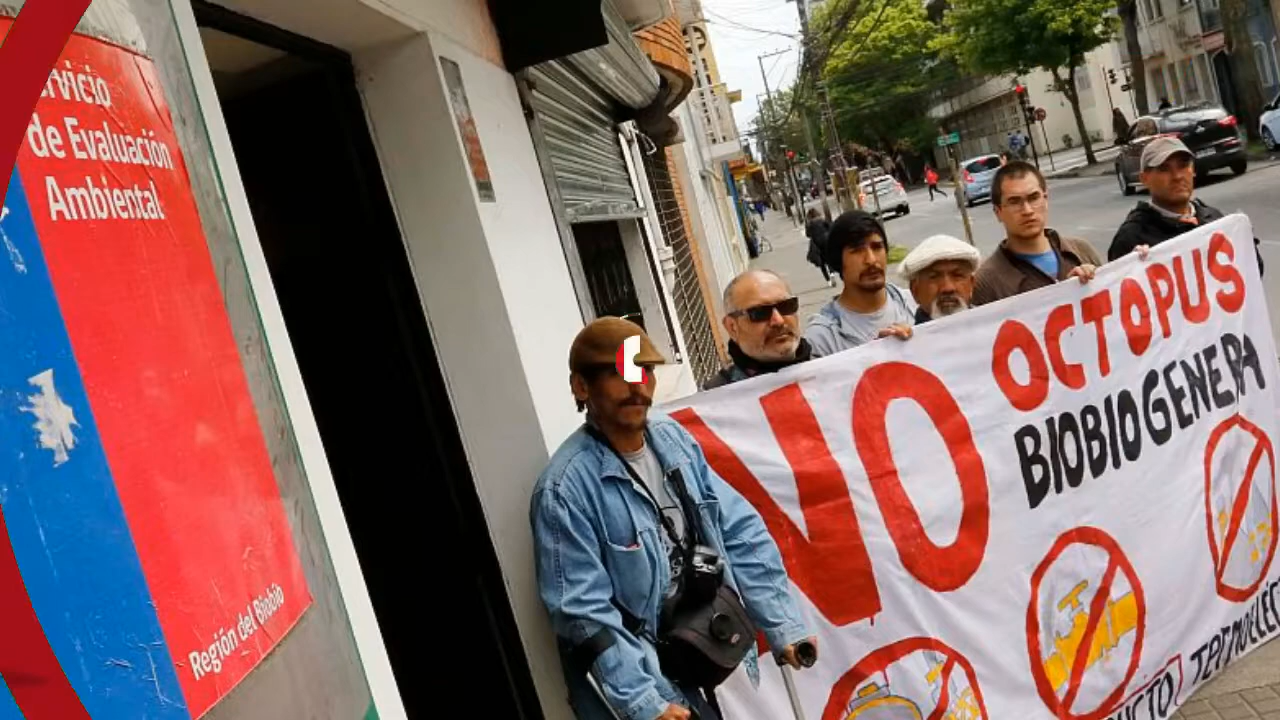 de Evaluación
Ambiental
Región del Biobío
NO
OCTOPUS
BIOBIOGENERA